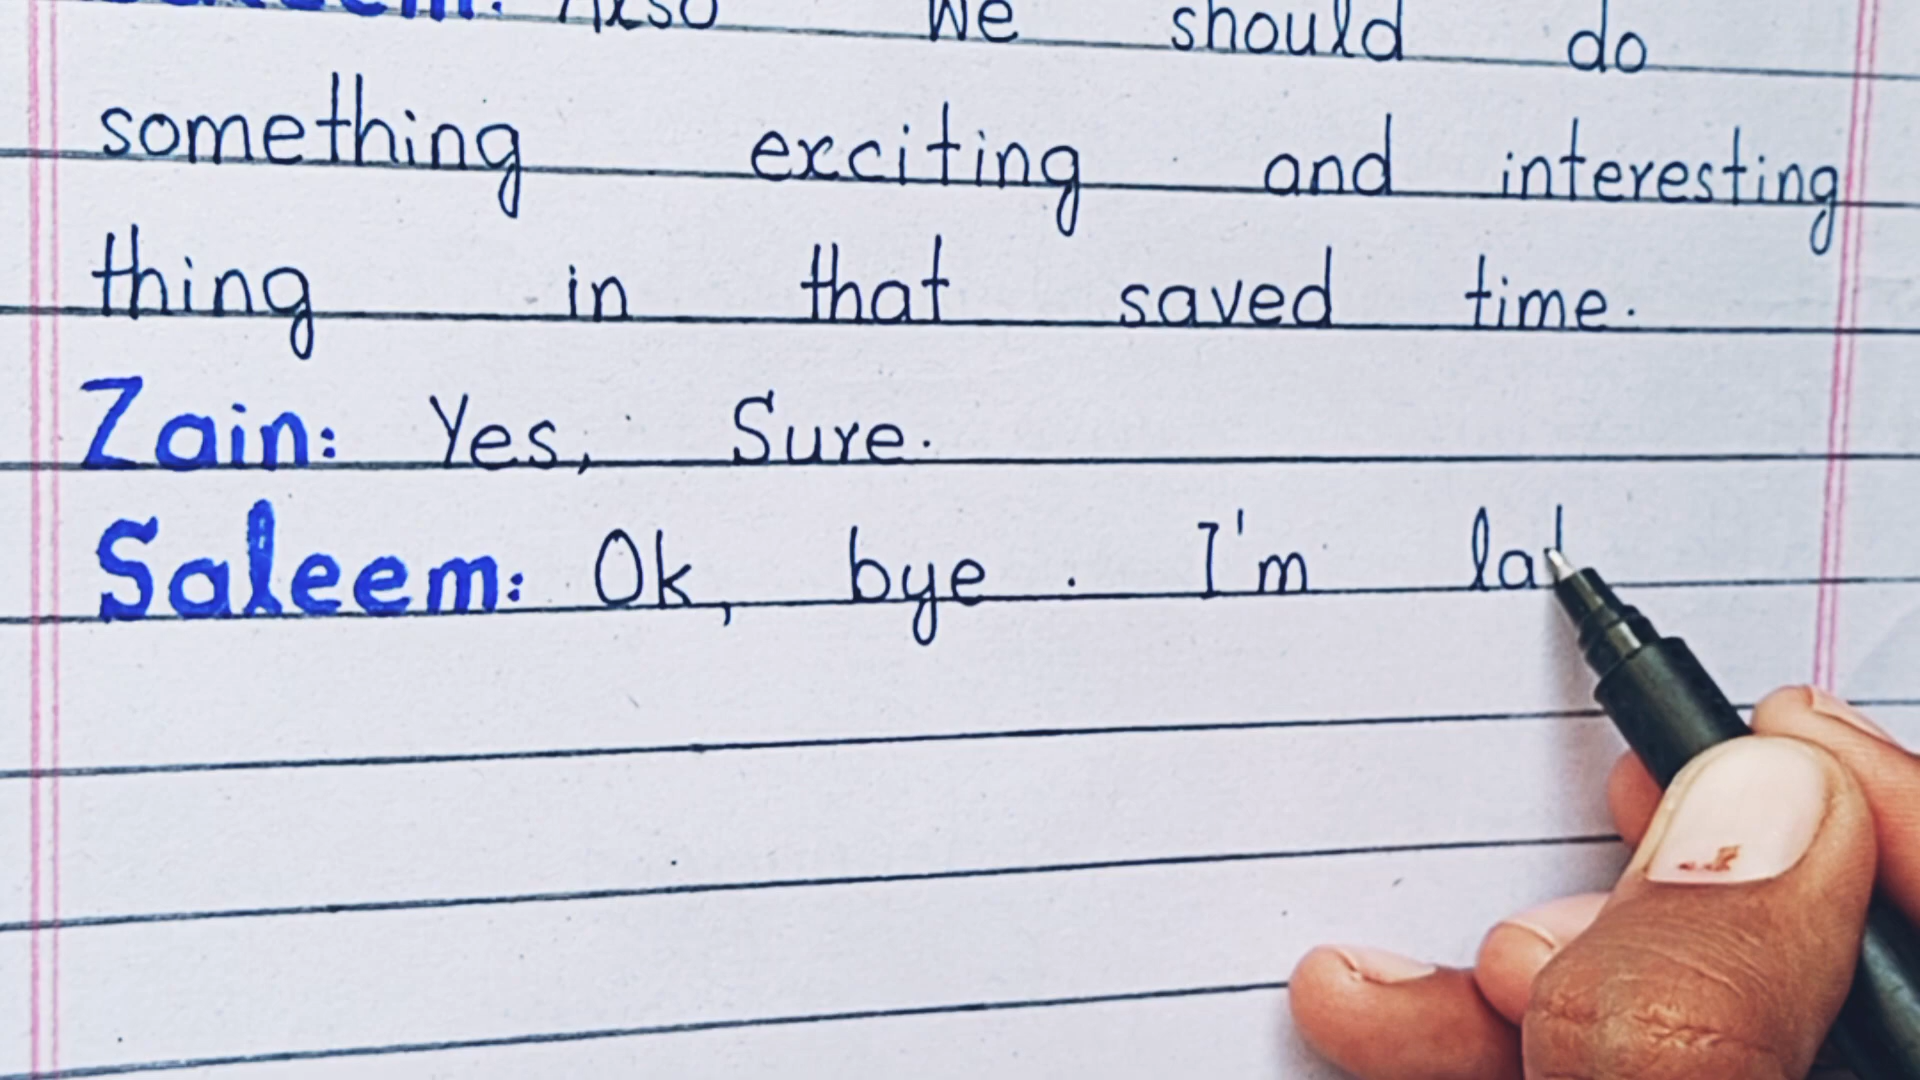 Saleem: Also we should do
something exciting and interesting
thing in that saved time.
Zain: Yes, Sure.
Saleem: Ok, bye. I'm